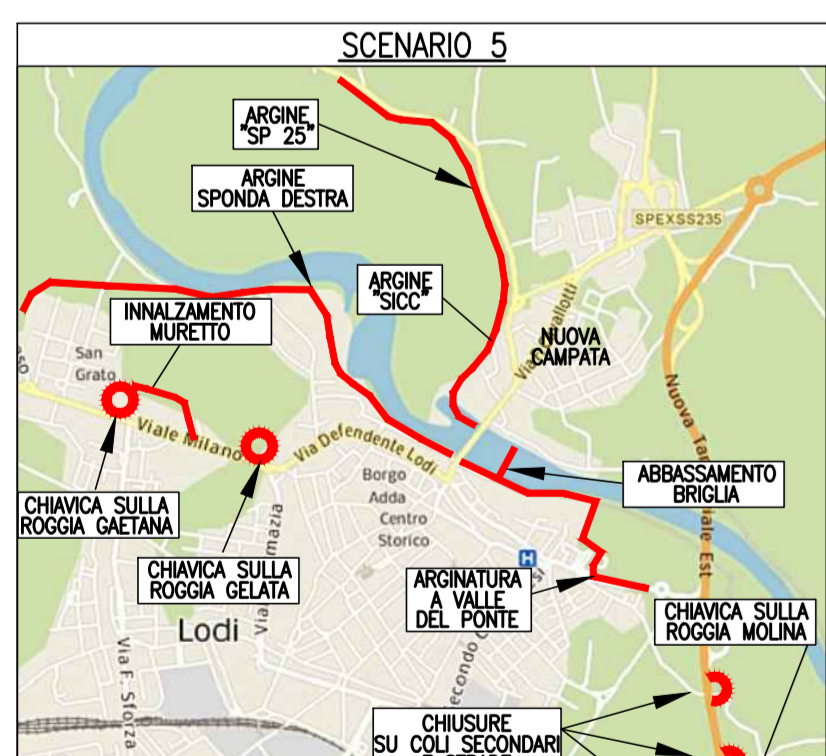 SCENARIO 5
ARGINE
"SP 25"
ARGINE
SPONDA DESTRA
SPEXSS235
ARGINE
"SICC"
INNALZAMENTO
MURETTO
NUOVA
CAMPATA
San
Grato
Viale Milano
Via Defendente Lodi
ABBASSAMENTO
BRIGLIA
Borgo
Adda
Centro
Storico
CHIAVICA SULLA
ROGGIA GAETANA
H
CHIAVICA SULLA
ROGGIA GELATA
ARGINATURA
A VALLE
DEL PONTE
CHIAVICA SULLA
ROGGIA MOLINA
Lodi
Via F. Sforza
CHIUSURE
SU COLI SECONDARI